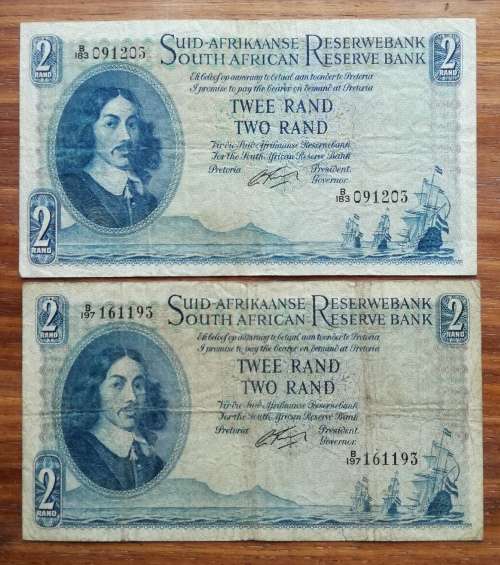 2 RAND
B/183 091203
SUID-AFRIKAANSE RESERWEBANK
SOUTH AFRICAN RESERVE BANK
2 RAND
Ek beloof op aanvraag te betaal aan toonder te Pretoria
I promise to pay the Bearer on demand at Pretoria
TWEE RAND
TWO RAND
Vir die Suid-Afrikaanse Reserwebank
For the South African Reserve Bank
Pretoria
President.
Governor.
B/183 091203
2 RAND
B/197 161193
SUID-AFRIKAANSE RESERWEBANK
SOUTH AFRICAN RESERVE BANK
2 RAND
Ek beloof op aanvraag te betaal aan toonder te Pretoria
I promise to pay the Bearer on demand at Pretoria
TWEE RAND
TWO RAND
Vir die Suid-Afrikaanse Reserwebank
For the South African Reserve Bank
Pretoria
President.
Governor.
B/197 161193
2 RAND